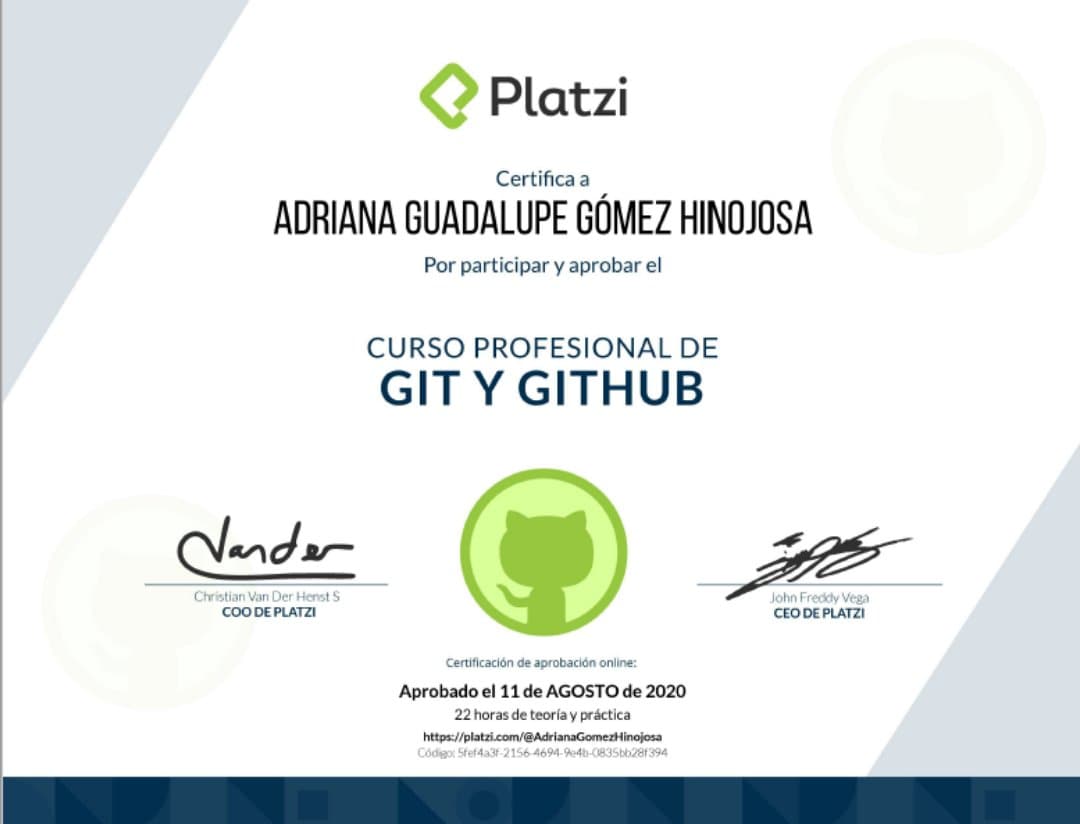 Platzi
Certifica a
ADRIANA GUADALUPE GÓMEZ HINOJOSA
Por participar y aprobar el
CURSO PROFESIONAL DE
GIT Y GITHUB
Vander
Christian Van Der Henst S
COO DE PLATZI
John Freddy Vega
CEO DE PLATZI
Certificación de aprobación online:
Aprobado el 11 de AGOSTO de 2020
22 horas de teoría y práctica
https://platzi.com/@AdrianaGomezHinojosa
Código: 5fef4a3f-2156-4694-9e4b-0835bb28f394